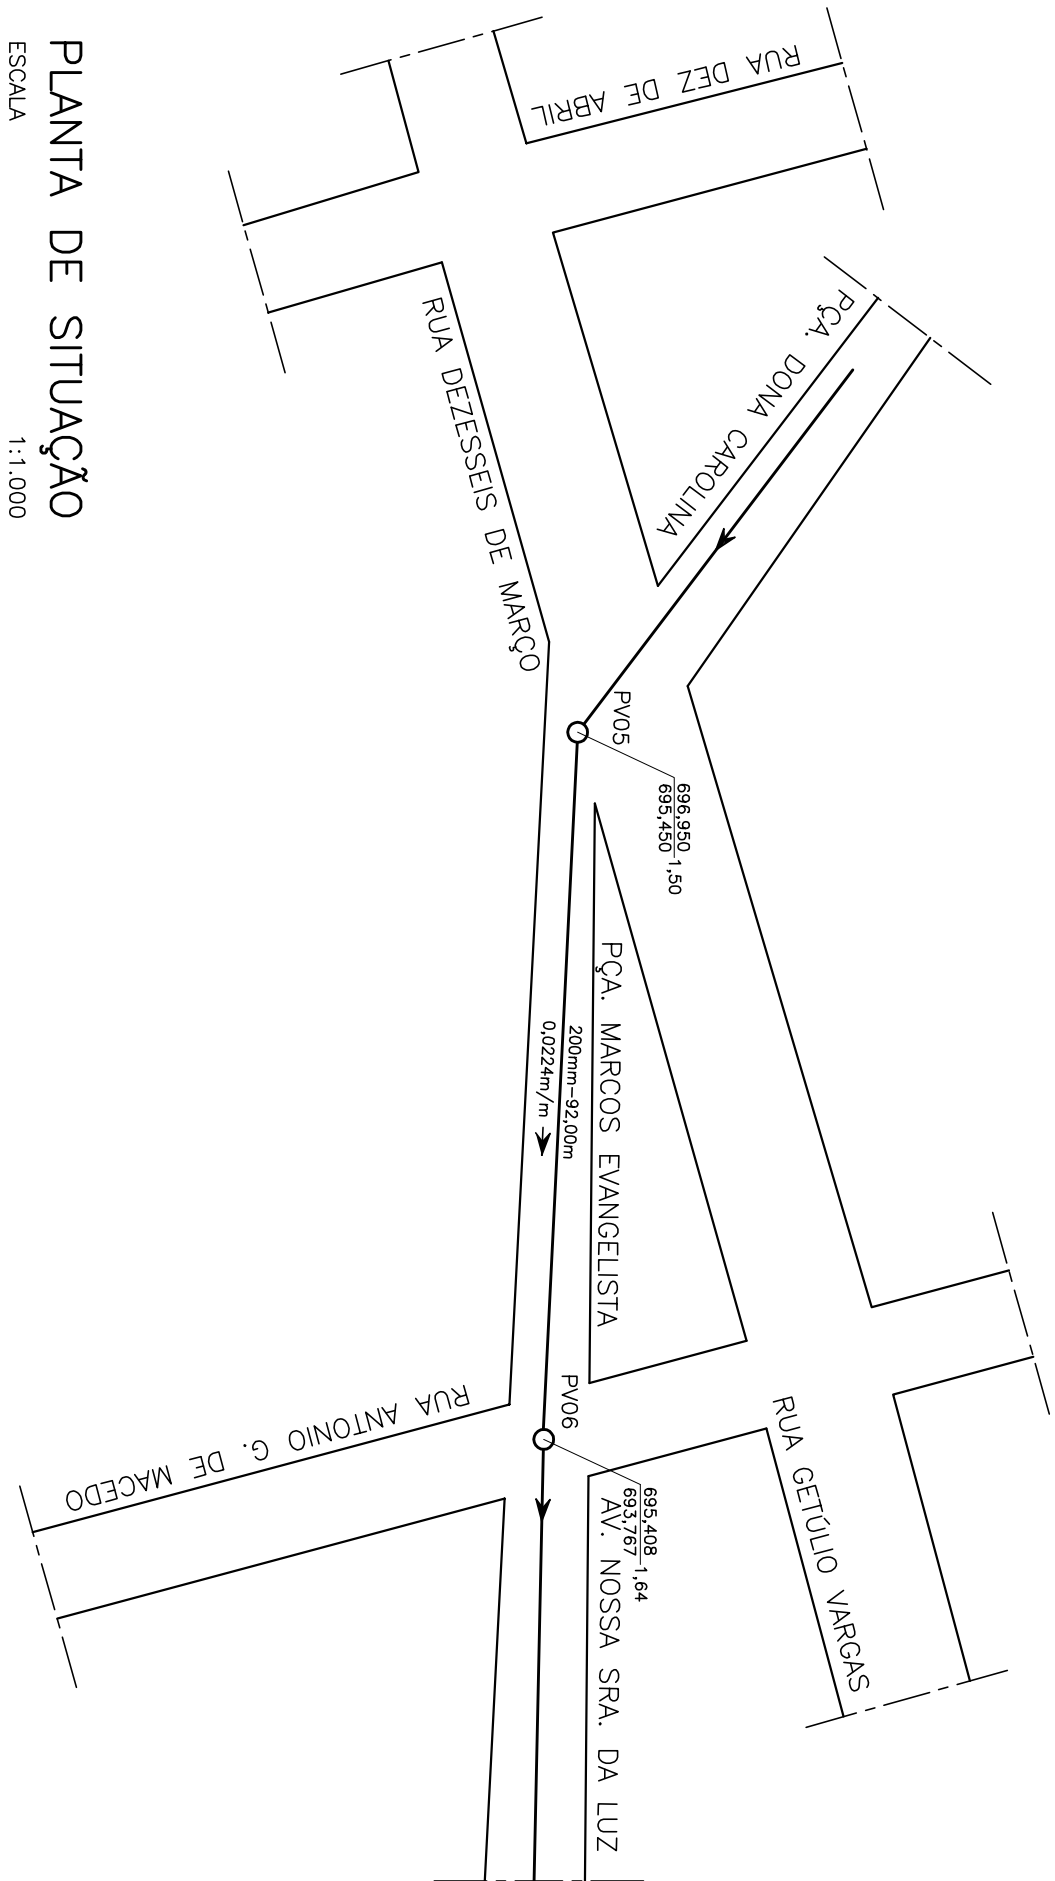 RUA DEZ DE ABRIL
PÇA. DONA CAROLINA
RUA DEZESSEIS DE MARÇO
PV05
696,950
695,450
1,50
PÇA. MARCOS EVANGELISTA
200mm-92,00m
0,0224m/m
PV06
695,408
693,767
1,64
RUA GETÚLIO VARGAS
AV. NOSSA SRA. DA LUZ
RUA ANTONIO G. DE MACEDO
PLANTA DE SITUAÇÃO
ESCALA 1:1.000